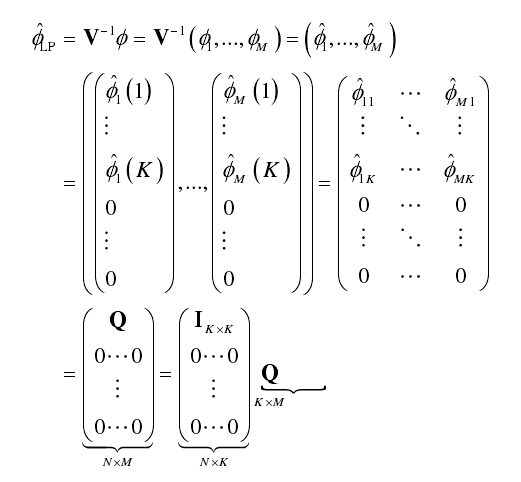 φ̂_LP = V⁻¹φ = V⁻¹(φ₁,...,φ_M) = (φ̂₁,...,φ̂_M)
= ((φ̂₁(1) ⋮ φ̂₁(K) 0 ⋮ 0),...,(φ̂_M(1) ⋮ φ̂_M(K) 0 ⋮ 0)) = (φ̂₁₁ ⋯ φ̂_M1 ⋮ ⋱ ⋮ φ̂_1K ⋯ φ̂_MK 0 ⋯ 0 ⋮ ⋱ ⋮ 0 ⋯ 0)
= (Q 0⋯0 ⋮ 0⋯0) = (I_K×K 0⋯0 ⋮ 0⋯0) Q
K×M
N×M N×K